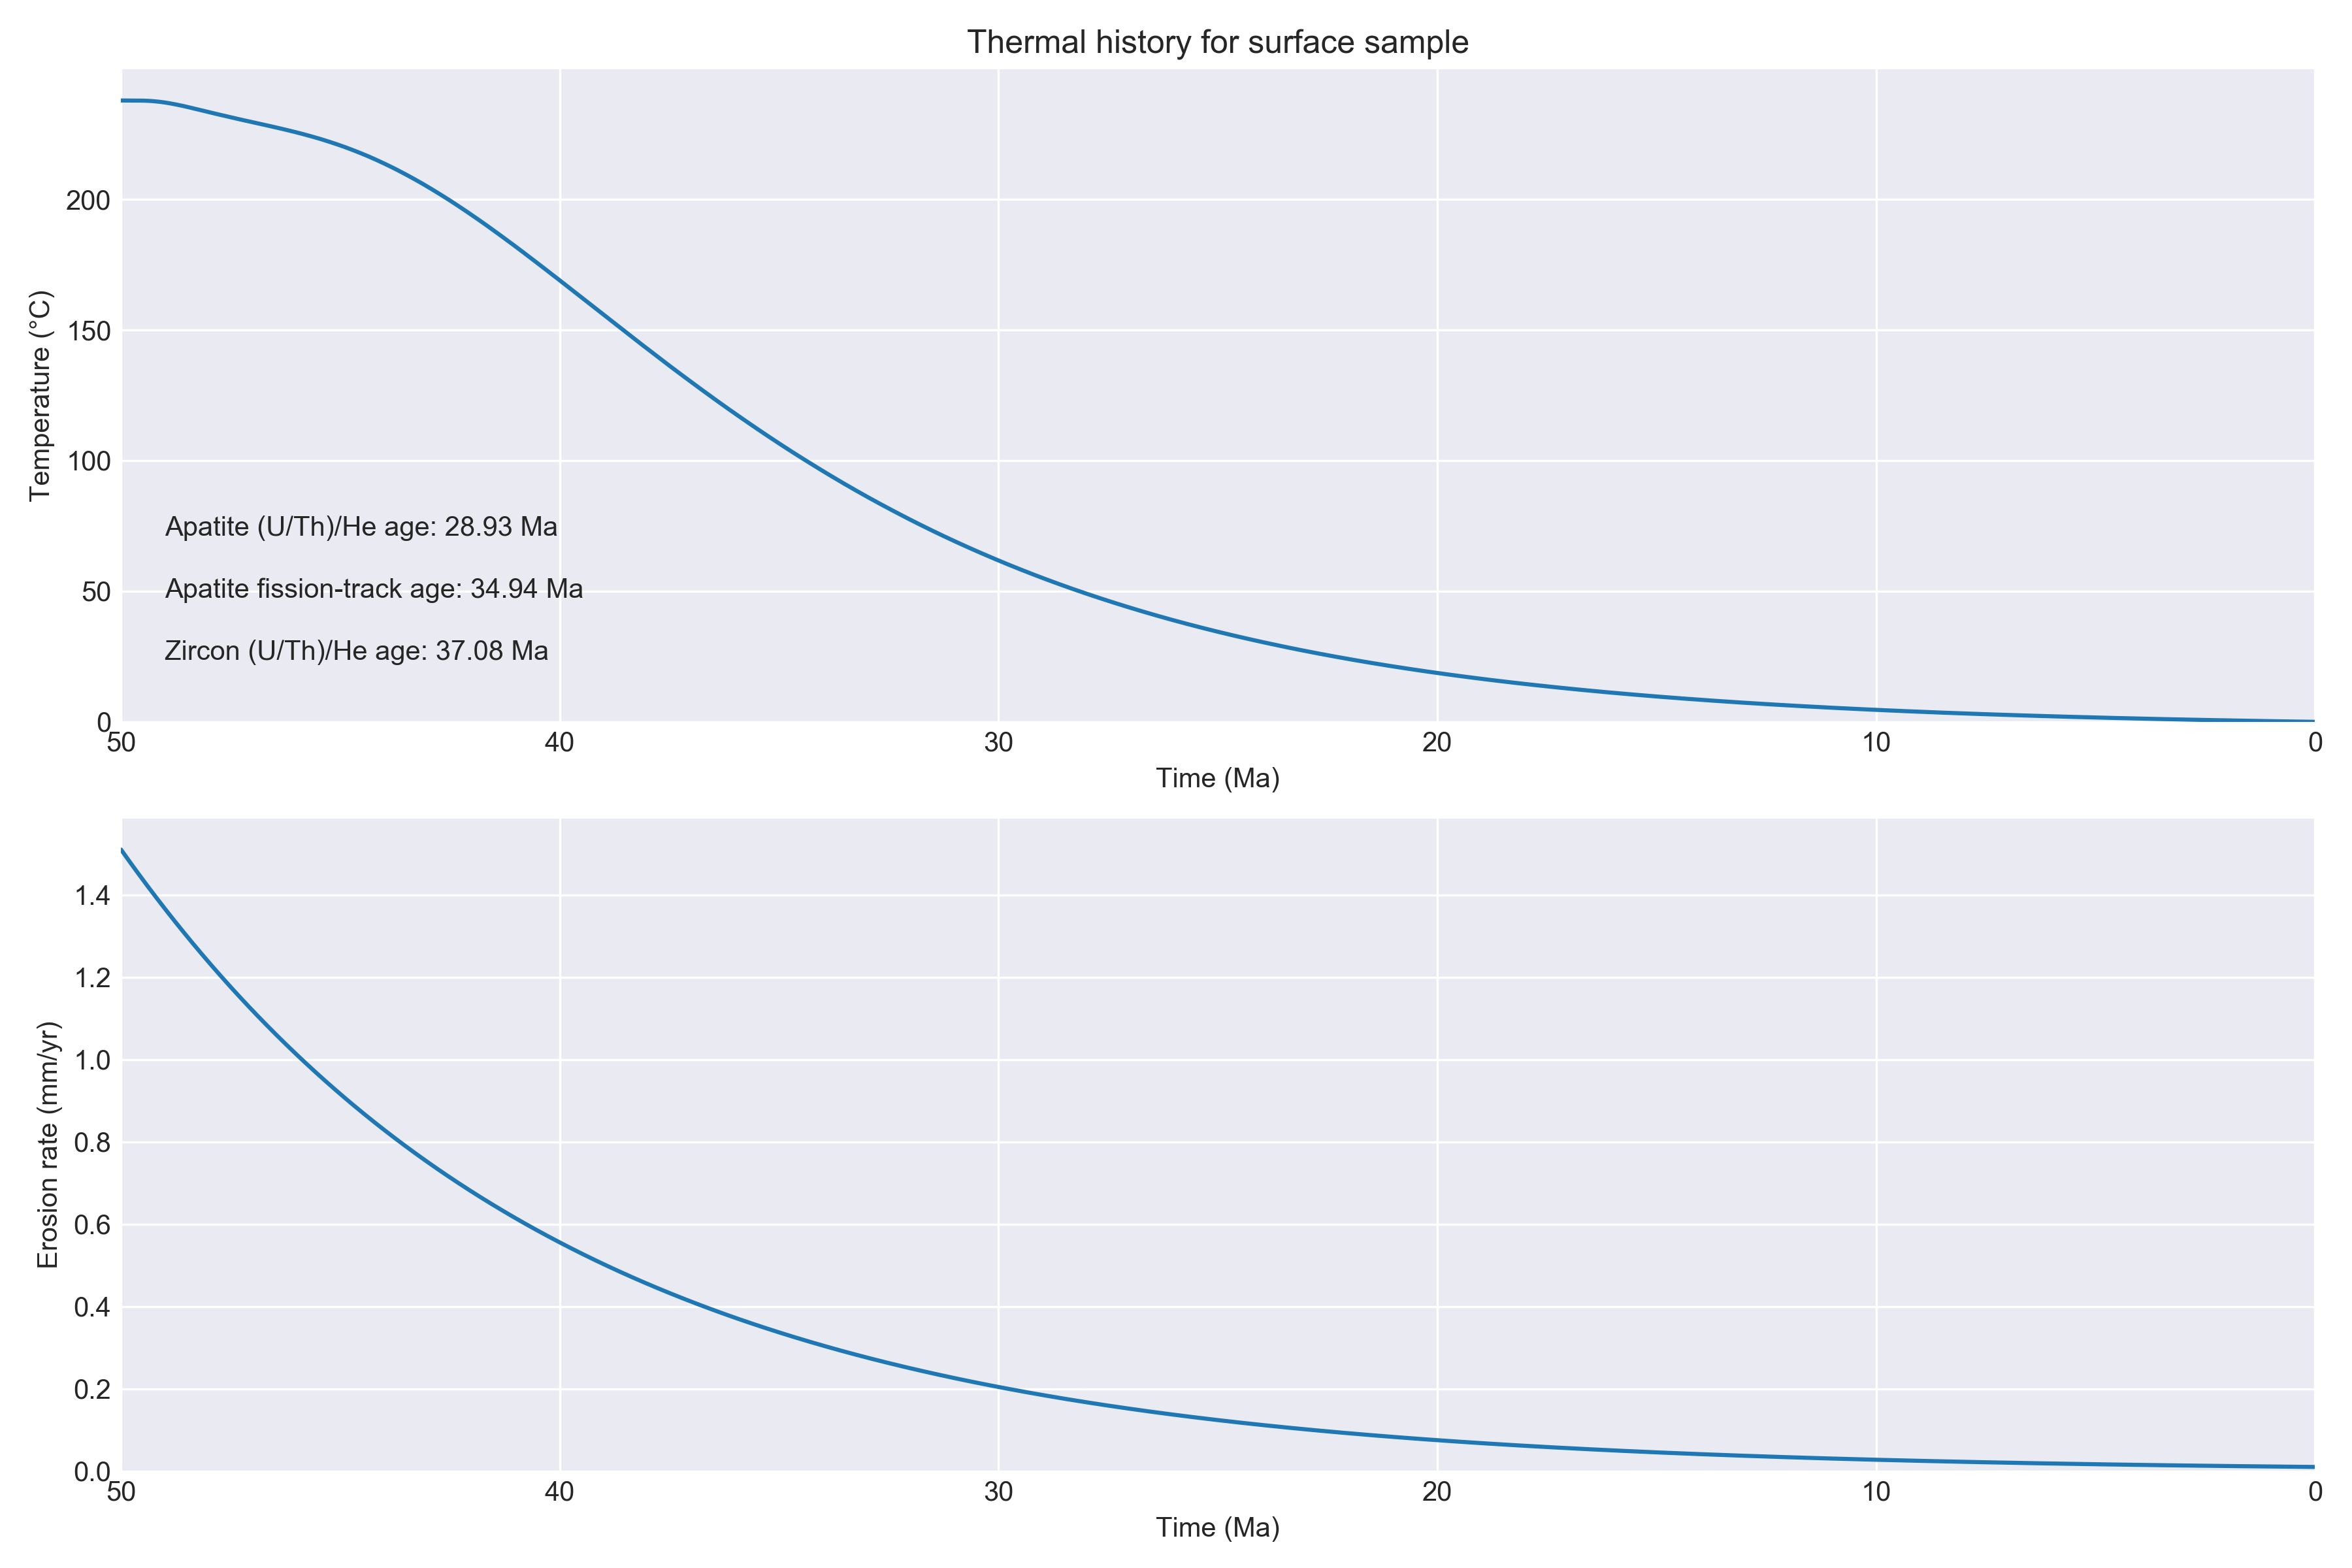 Thermal history for surface sample
Temperature (°C)
200
150
100
50
0
Apatite (U/Th)/He age: 28.93 Ma
Apatite fission-track age: 34.94 Ma
Zircon (U/Th)/He age: 37.08 Ma
50 40 30 20 10 0
Time (Ma)
Erosion rate (mm/yr)
1.4
1.2
1.0
0.8
0.6
0.4
0.2
0.0
50 40 30 20 10 0
Time (Ma)